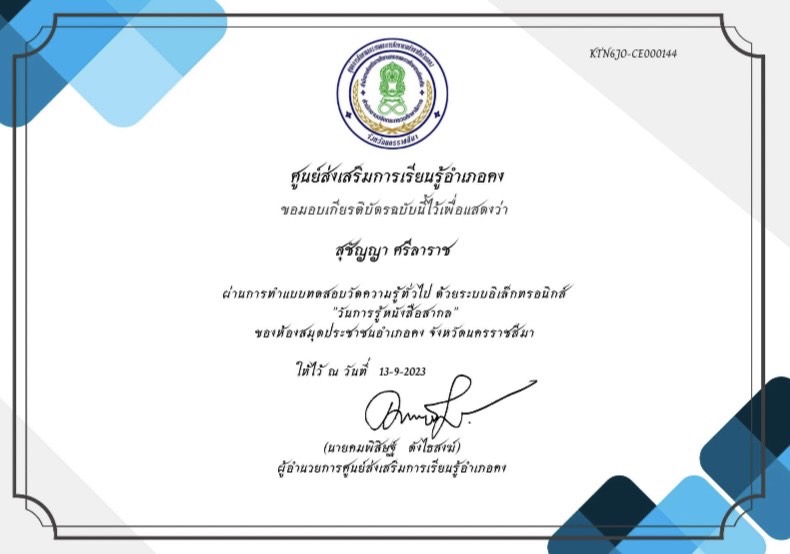 KTN6JO-CE000144
จังหวัดนครราชสีมา
ศูนย์ส่งเสริมการเรียนรู้อำเภอคง
ขอมอบเกียรติบัตรฉบับนี้ไว้เพื่อแสดงว่า
สุชัญญา ศรีลาราช
ผ่านการทำแบบทดสอบวัดความรู้ทั่วไป ด้วยระบบอิเล็กทรอนิกส์
"วันการรู้หนังสือสากล"
ของห้องสมุดประชาชนอำเภอคง จังหวัดนครราชสีมา
ให้ไว้ ณ วันที่ 13-9-2023
(นายคมพิสิษฐ์ ดังไธสงฆ์)
ผู้อำนวยการศูนย์ส่งเสริมการเรียนรู้อำเภอคง